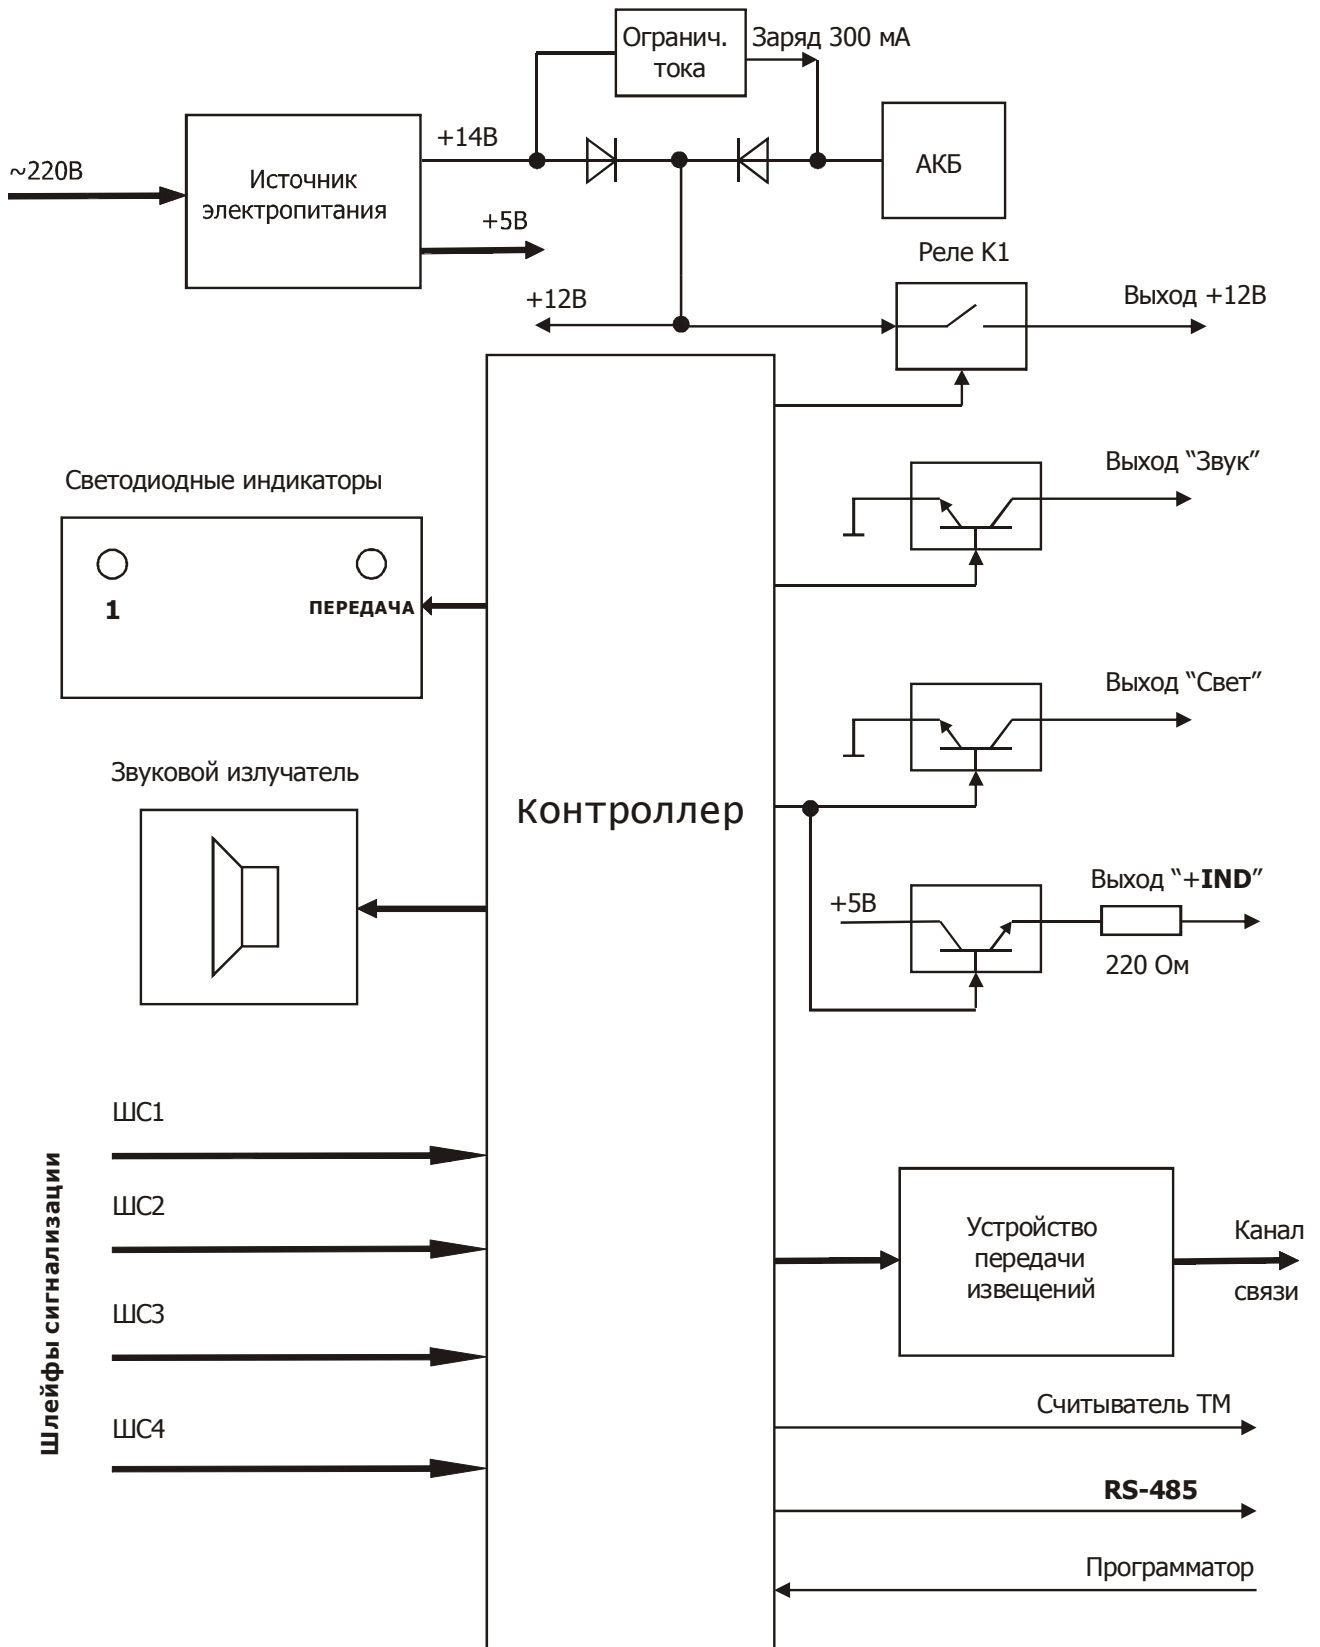 Огранич.
тока
Заряд 300 мА
+14В
~220В
Источник
электропитания
АКБ
+5В
Реле K1
+12В
Выход +12В
Светодиодные индикаторы
1
ПЕРЕДАЧА
Выход “Звук”
Выход “Свет”
Звуковой излучатель
Контроллер
Выход “+IND”
+5В
220 Ом
Шлейфы сигнализации
ШС1
ШС2
ШС3
ШС4
Устройство
передачи
извещений
Канал
связи
Считыватель ТМ
RS-485
Программатор